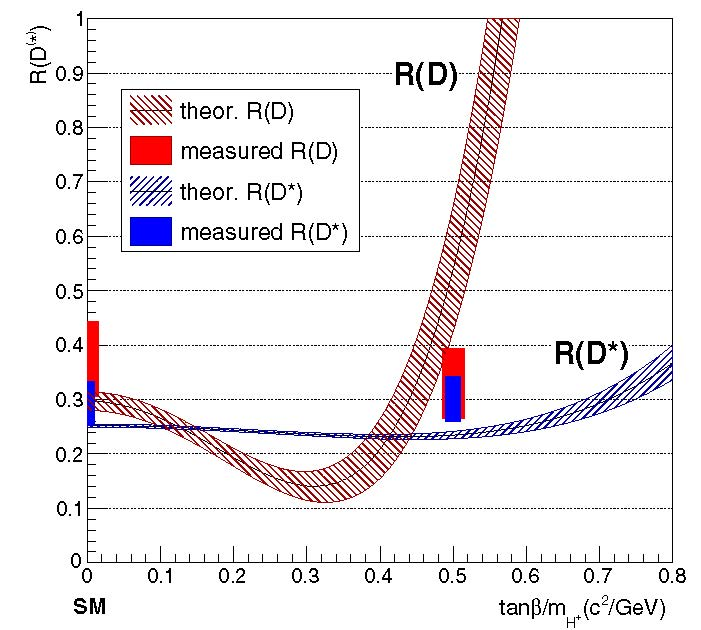 R(D(*))
1
0.9
0.8
0.7
0.6
0.5
0.4
0.3
0.2
0.1
0
R(D)
theor. R(D)
measured R(D)
theor. R(D*)
measured R(D*)
R(D*)
0 0.1 0.2 0.3 0.4 0.5 0.6 0.7 0.8
SM
tanβ/mH+(c²/GeV)